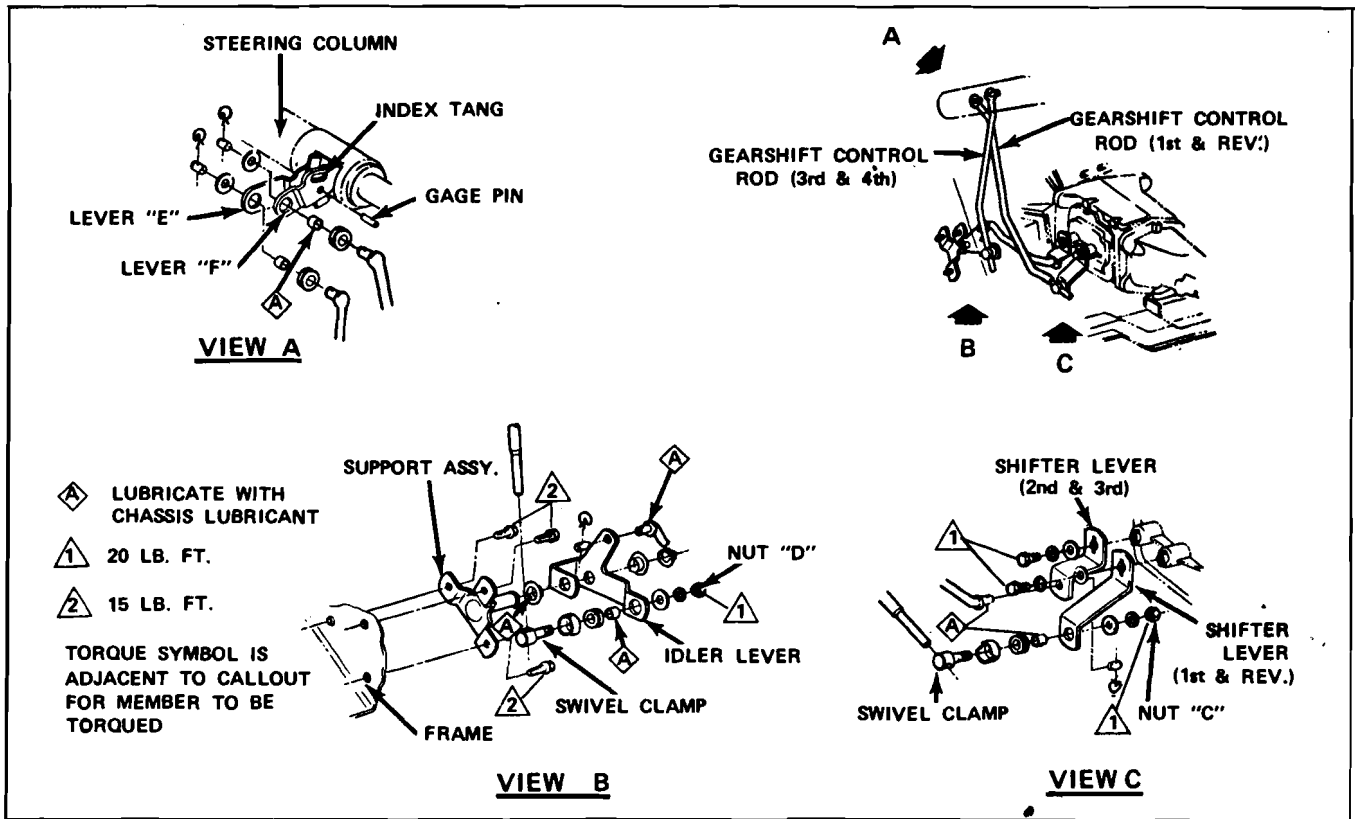 STEERING COLUMN
INDEX TANG
GAGE PIN
LEVER "E"
LEVER "F"
A
VIEW A
A
GEARSHIFT CONTROL
ROD (1st & REV.)
GEARSHIFT CONTROL
ROD (3rd & 4th)
B
C
A LUBRICATE WITH
CHASSIS LUBRICANT
1 20 LB. FT.
2 15 LB. FT.
TORQUE SYMBOL IS
ADJACENT TO CALLOUT
FOR MEMBER TO BE
TORQUED
SUPPORT ASSY.
2
A
NUT "D"
1
A
A
IDLER LEVER
2
SWIVEL CLAMP
FRAME
VIEW B
SHIFTER LEVER
(2nd & 3rd)
1
A
SHIFTER
LEVER
(1st & REV.)
SWIVEL CLAMP
1
NUT "C"
VIEW C